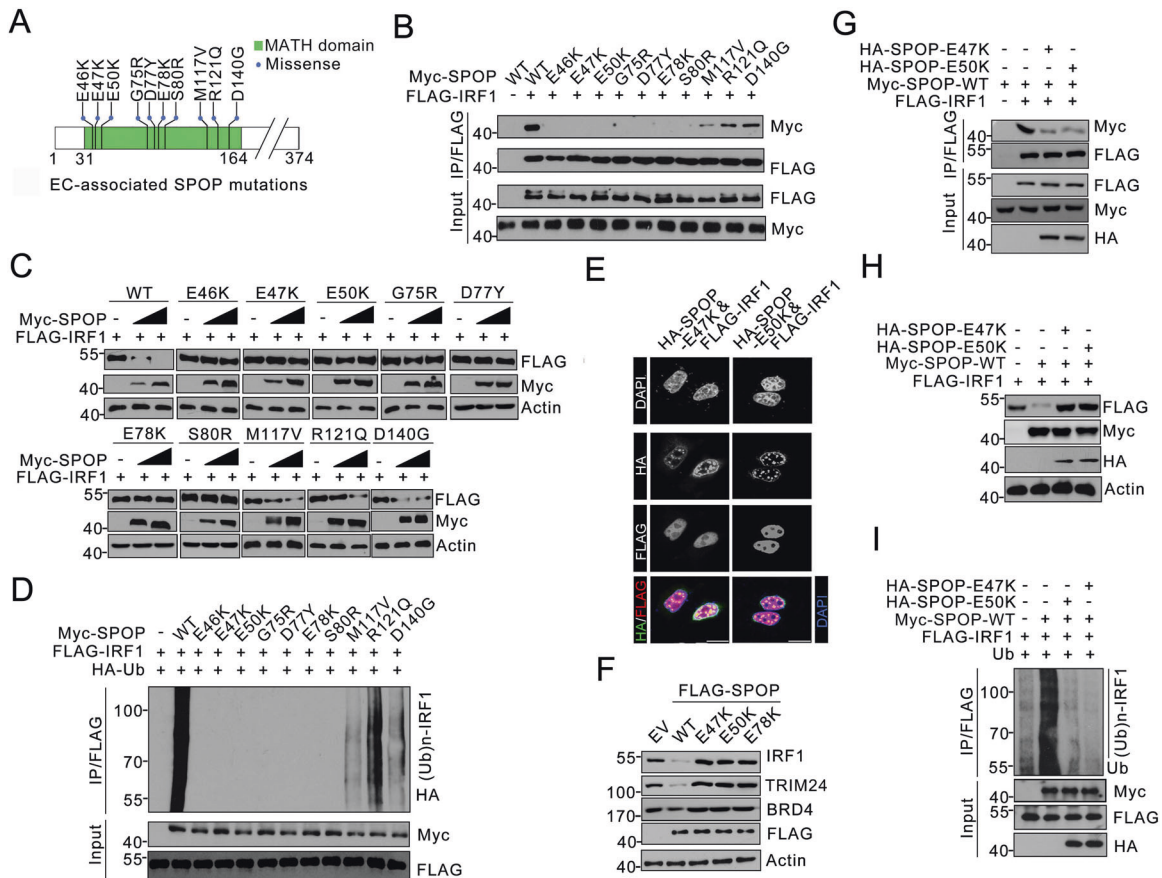 A
MATH domain
Missense
E46K E47K E50K G75R D77Y E78K S80R M117V R121Q D140G
1 31 164 374
EC-associated SPOP mutations
B
Myc-SPOP - WT WT E46K E47K E50K G75R D77Y E78K S80R M117V R121Q D140G
FLAG-IRF1 - + + + + + + + + + + +
IP/FLAG
40 Myc
40 FLAG
Input
40 FLAG
40 Myc
C
WT E46K E47K E50K G75R D77Y
Myc-SPOP - - - - - -
FLAG-IRF1 + + + + + + + + + + + + + + + + + +
55 FLAG
40 Myc
40 Actin
E78K S80R M117V R121Q D140G
Myc-SPOP - - - - -
FLAG-IRF1 + + + + + + + + + + + + + + +
55 FLAG
40 Myc
40 Actin
D
Myc-SPOP - WT E46K E47K E50K G75R D77Y E78K S80R M117V R121Q D140G
FLAG-IRF1 + + + + + + + + + + + +
HA-Ub + + + + + + + + + + + +
IP/FLAG
100
70
55
(Ub)n-IRF1
HA
Input
40 Myc
55 FLAG
E
HA-SPOP
-E47K &
FLAG-IRF1
HA-SPOP
-E50K&
FLAG-IRF1
DAPI
HA
FLAG
HA/FLAG
DAPI
F
FLAG-SPOP
EV WT E47K E50K E78K
55 IRF1
100 TRIM24
170 BRD4
40 FLAG
40 Actin
G
HA-SPOP-E47K - - + -
HA-SPOP-E50K - - - +
Myc-SPOP-WT + + + +
FLAG-IRF1 - + + +
IP/FLAG
40 Myc
55 FLAG
Input
55 FLAG
40 Myc
40 HA
H
HA-SPOP-E47K - - + -
HA-SPOP-E50K - - - +
Myc-SPOP-WT - + + +
FLAG-IRF1 + + + +
55 FLAG
40 Myc
40 HA
40 Actin
I
HA-SPOP-E47K - - - +
HA-SPOP-E50K - - + -
Myc-SPOP-WT - + + +
FLAG-IRF1 + + + +
Ub + + + +
IP/FLAG
100
70
55
(Ub)n-IRF1
Ub
Input
40 Myc
55 FLAG
40 HA